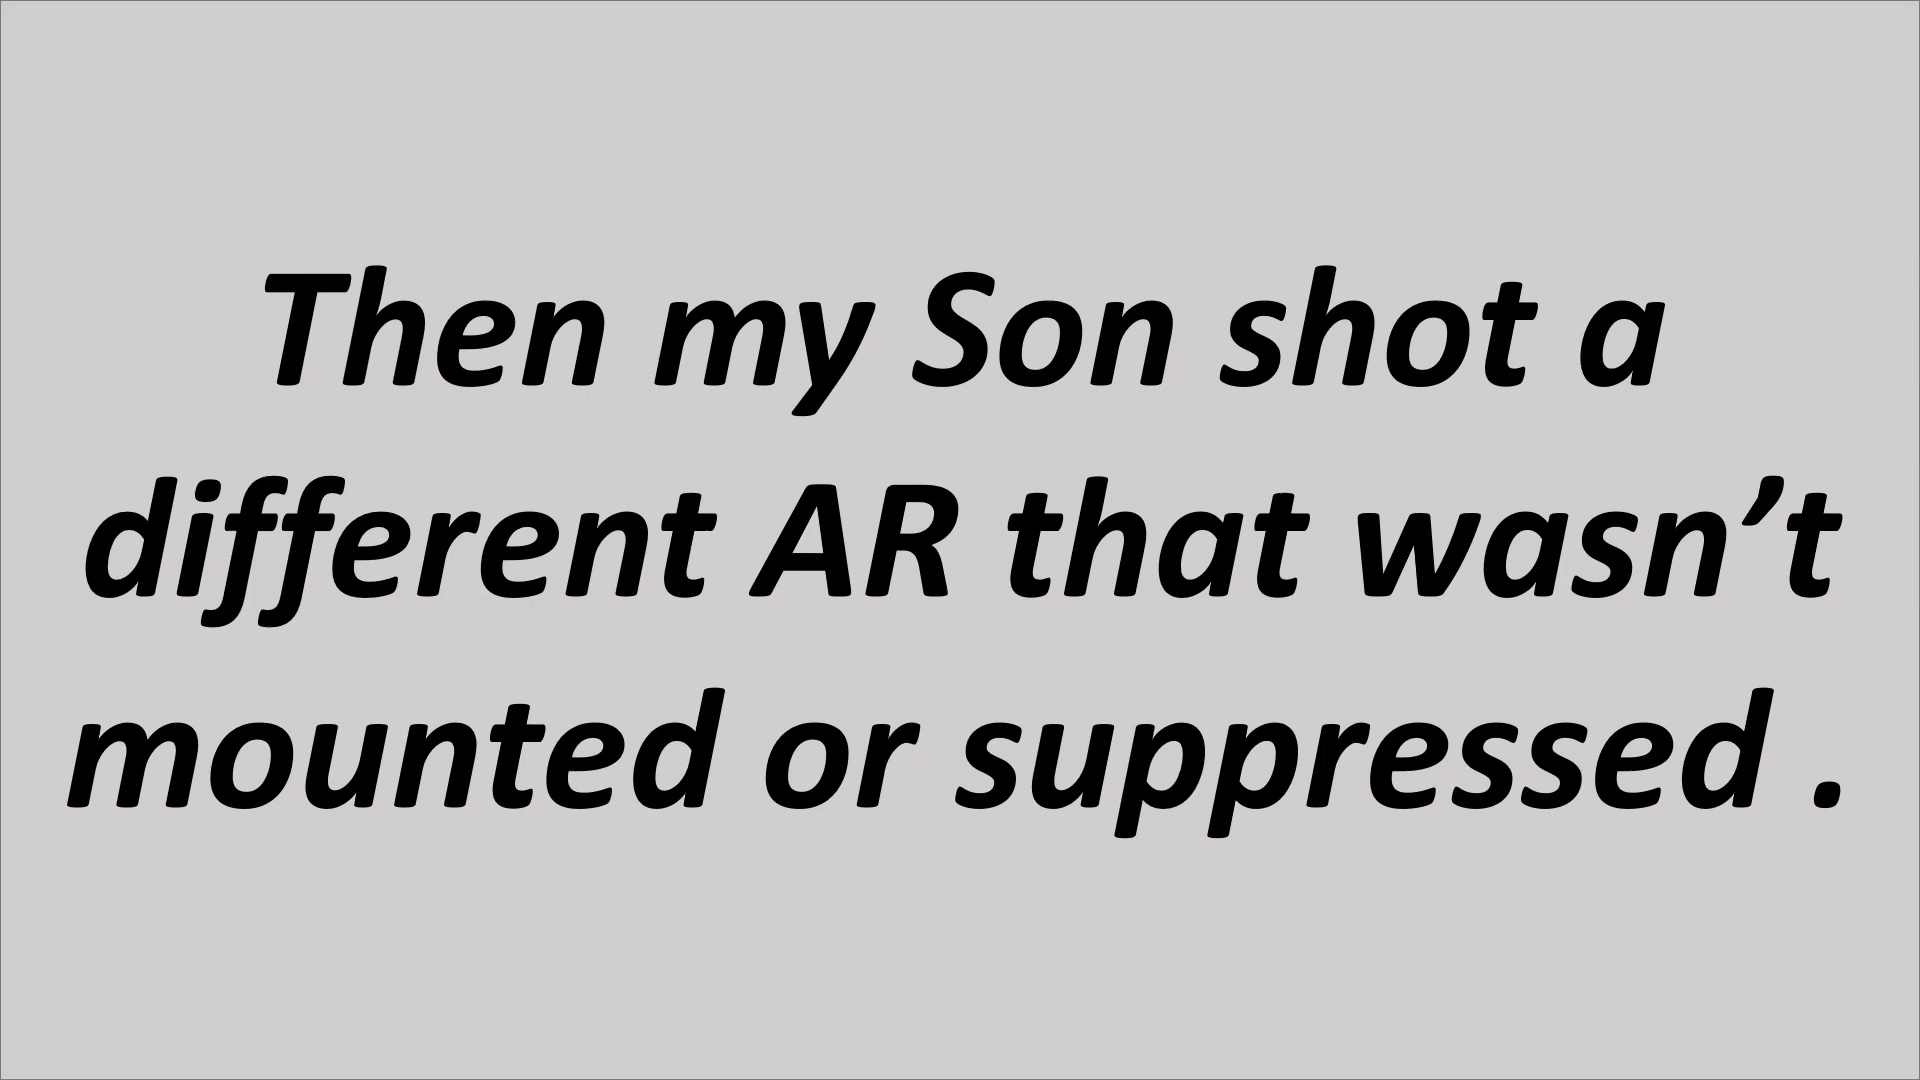 Then my Son shot a
different AR that wasn’t
mounted or suppressed .